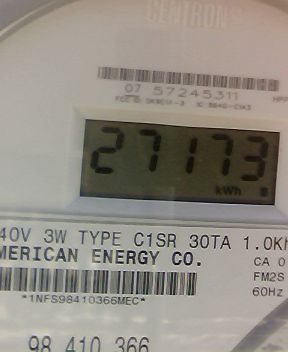 CENTRON
07 57245311
27173
kWh
40V 3W TYPE C1SR 30TA 1.0Kh
MERICAN ENERGY CO.
CA 0
FM2S
60Hz
*1NFS98410366MEC*
98 410 366